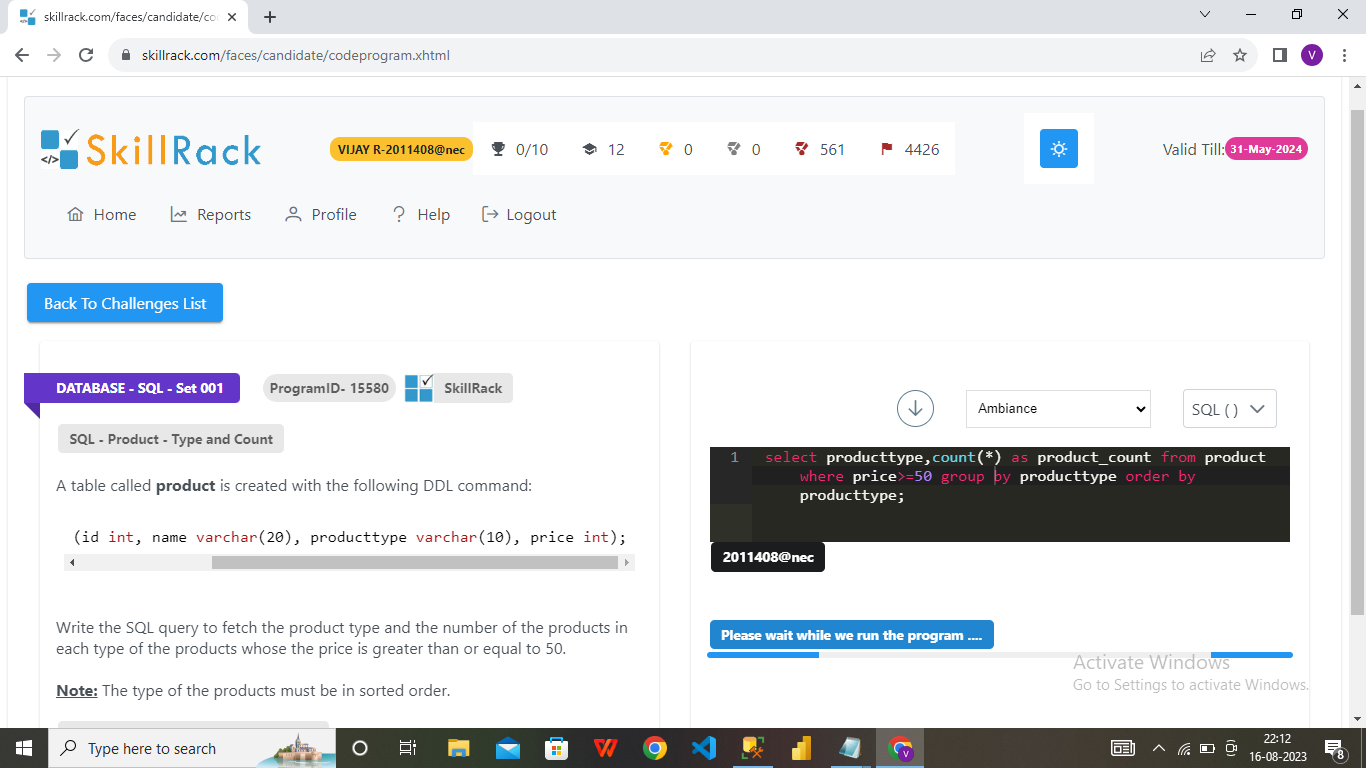 skillrack.com/faces/candidate/co
skillrack.com/faces/candidate/codeprogram.xhtml
V
SkillRack
VIJAY R-2011408@nec
0/10
12
0
0
561
4426
Valid Till:
31-May-2024
Home
Reports
Profile
Help
Logout
Back To Challenges List
DATABASE - SQL - Set 001
ProgramID- 15580
SkillRack
SQL - Product - Type and Count
A table called product is created with the following DDL command:
(id int, name varchar(20), producttype varchar(10), price int);
Write the SQL query to fetch the product type and the number of the products in
each type of the products whose the price is greater than or equal to 50.
Note: The type of the products must be in sorted order.
Ambiance
SQL ( )
1
select producttype,count(*) as product_count from product
where price>=50 group by producttype order by
producttype;
2011408@nec
Please wait while we run the program ....
Activate Windows
Go to Settings to activate Windows.
Type here to search
22:12
16-08-2023
8